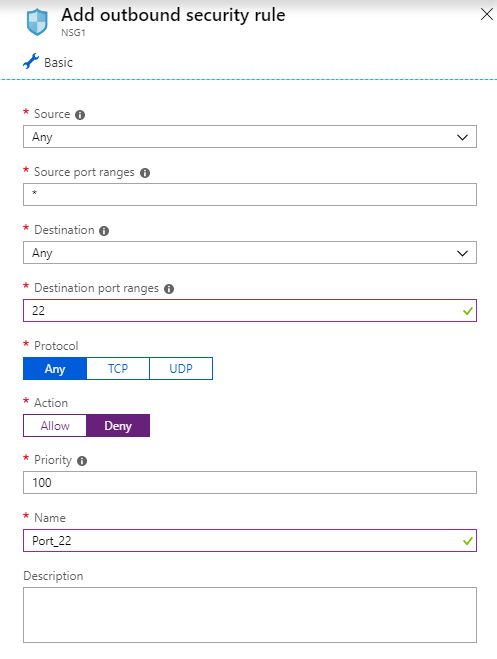 Add outbound security rule
NSG1
Basic
* Source
Any
* Source port ranges
*
* Destination
Any
* Destination port ranges
22
* Protocol
Any TCP UDP
* Action
Allow Deny
* Priority
100
* Name
Port_22
Description